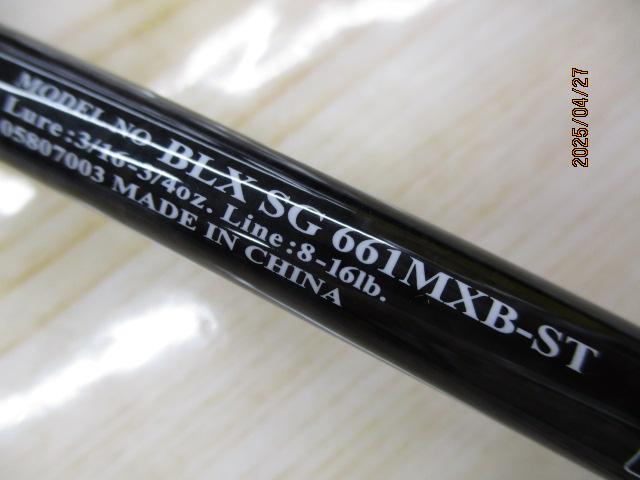 MODEL NO BLX SG 661MXB-ST
Lure:3/16-3/4oz. Line:8-16lb.
05807003 MADE IN CHINA
2025/04/27